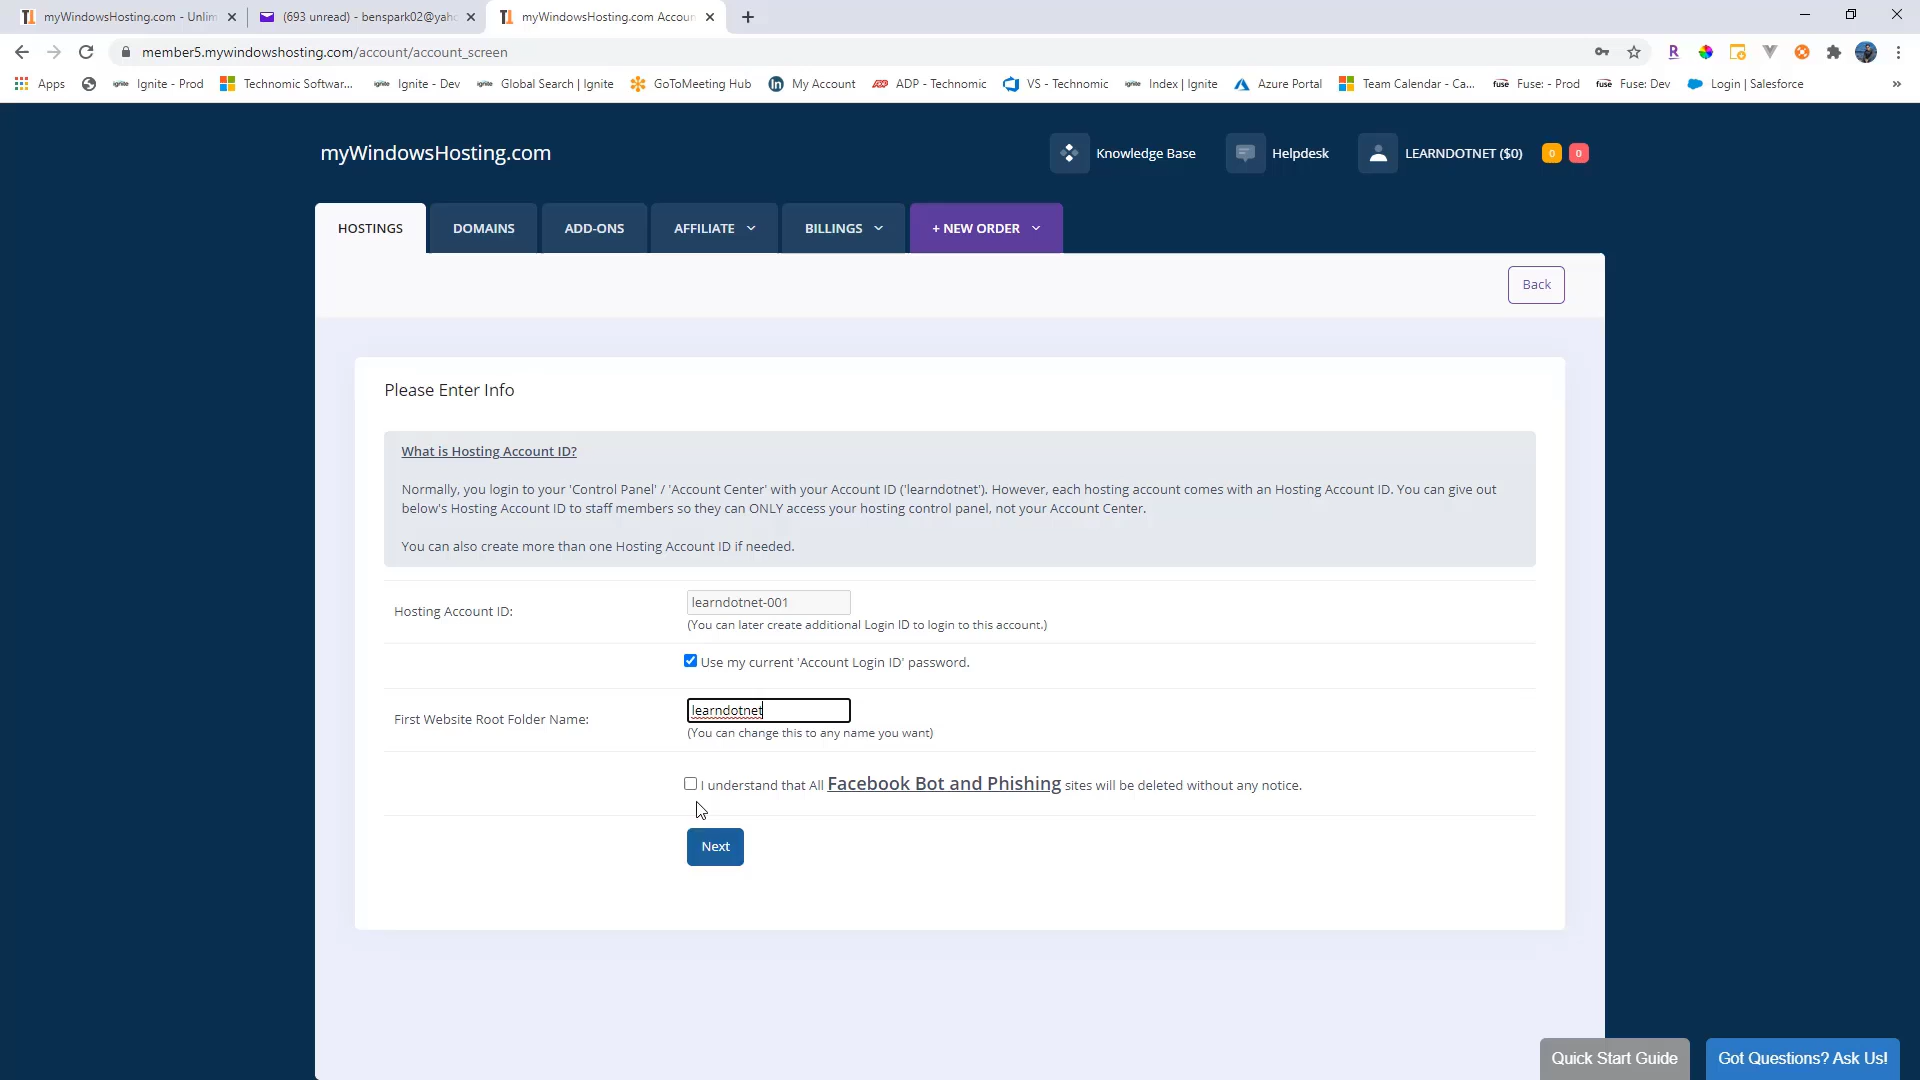 myWindowsHosting.com - Unlim
(693 unread) - benspark02@yaho
myWindowsHosting.com Accoun
member5.mywindowshosting.com/account/account_screen
Apps
Ignite - Prod
Technomic Softwar...
Ignite - Dev
Global Search | Ignite
GoToMeeting Hub
My Account
ADP - Technomic
VS - Technomic
Index | Ignite
Azure Portal
Team Calendar - Ca...
Fuse: - Prod
Fuse: Dev
Login | Salesforce
»
myWindowsHosting.com
Knowledge Base
Helpdesk
LEARNDOTNET ($0)
0
0
HOSTINGS
DOMAINS
ADD-ONS
AFFILIATE
BILLINGS
+ NEW ORDER
Back
Please Enter Info
What is Hosting Account ID?
Normally, you login to your 'Control Panel' / 'Account Center' with your Account ID ('learndotnet'). However, each hosting account comes with an Hosting Account ID. You can give out
below's Hosting Account ID to staff members so they can ONLY access your hosting control panel, not your Account Center.
You can also create more than one Hosting Account ID if needed.
Hosting Account ID:
learndotnet-001
(You can later create additional Login ID to login to this account.)
Use my current 'Account Login ID' password.
First Website Root Folder Name:
learndotnet
(You can change this to any name you want)
I understand that All Facebook Bot and Phishing sites will be deleted without any notice.
Next
Quick Start Guide
Got Questions? Ask Us!